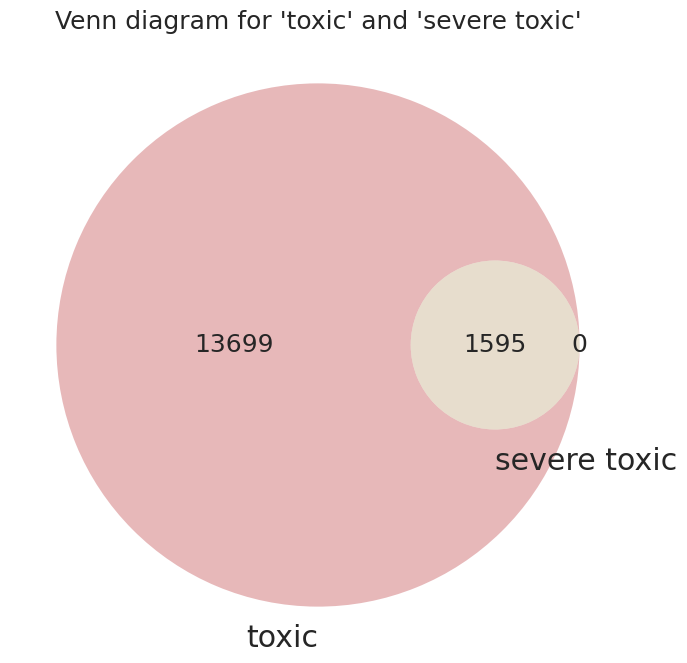 Venn diagram for 'toxic' and 'severe toxic'
13699
1595
0
severe toxic
toxic